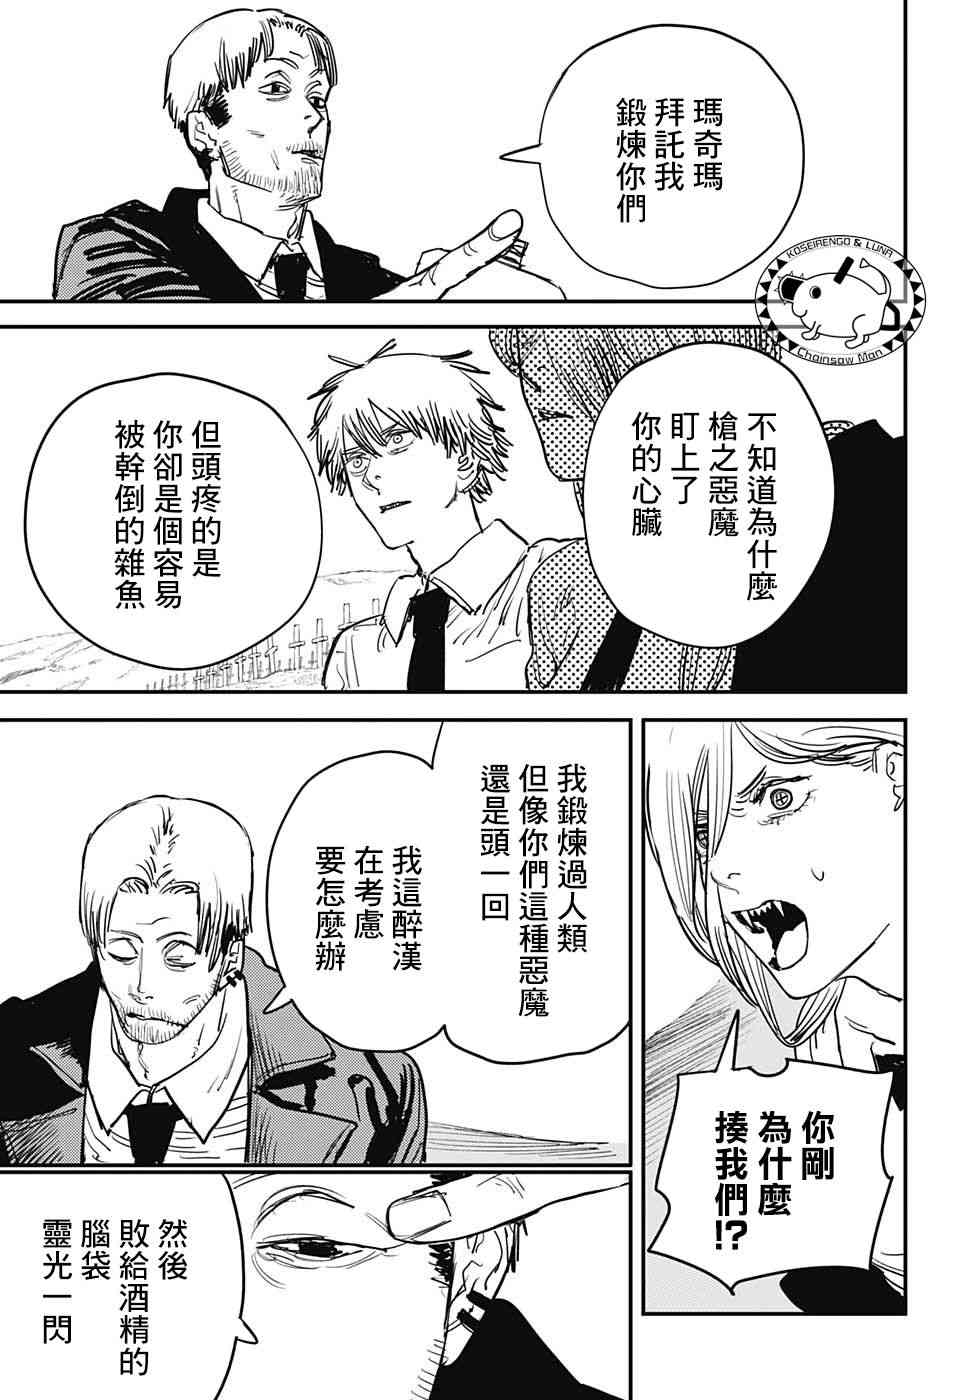 瑪奇瑪
拜託我
鍛煉你們
KOSEIRENGO & LUNA
Chainsaw Man
不知道為什麼
槍之惡魔
盯上了
你的心臟
但頭疼的是
你卻是個容易
被幹倒的雜魚
你剛
為什麼
揍我們!?
我鍛煉過人類
但像你們這種惡魔
還是頭一回
我這醉漢
在考慮
要怎麼辦
然後
敗給酒精的
腦袋
靈光一閃